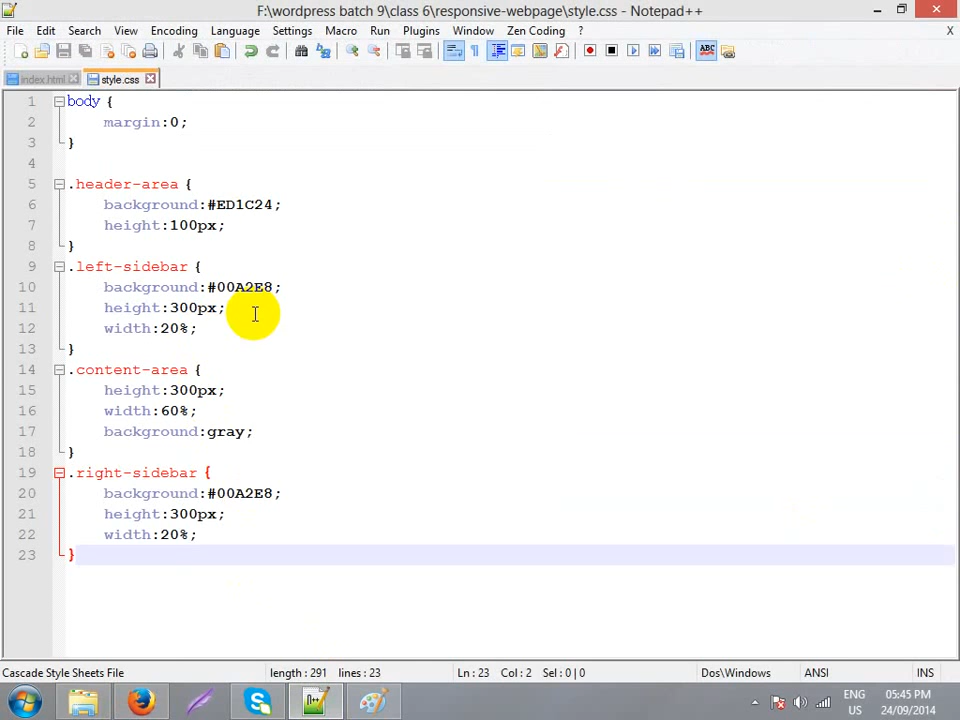 F:\wordpress batch 9\class 6\responsive-webpage\style.css - Notepad++
File Edit Search View Encoding Language Settings Macro Run Plugins Window Zen Coding ? X
index.html style.css
1 body {
2 margin:0;
3 }
4
5 .header-area {
6 background:#ED1C24;
7 height:100px;
8 }
9 .left-sidebar {
10 background:#00A2E8;
11 height:300px;
12 width:20%;
13 }
14 .content-area {
15 height:300px;
16 width:60%;
17 background:gray;
18 }
19 .right-sidebar {
20 background:#00A2E8;
21 height:300px;
22 width:20%;
23 }
Cascade Style Sheets File length : 291 lines : 23 Ln : 23 Col : 2 Sel : 0 | 0 Dos\Windows ANSI INS
ENG 05:45 PM
US 24/09/2014